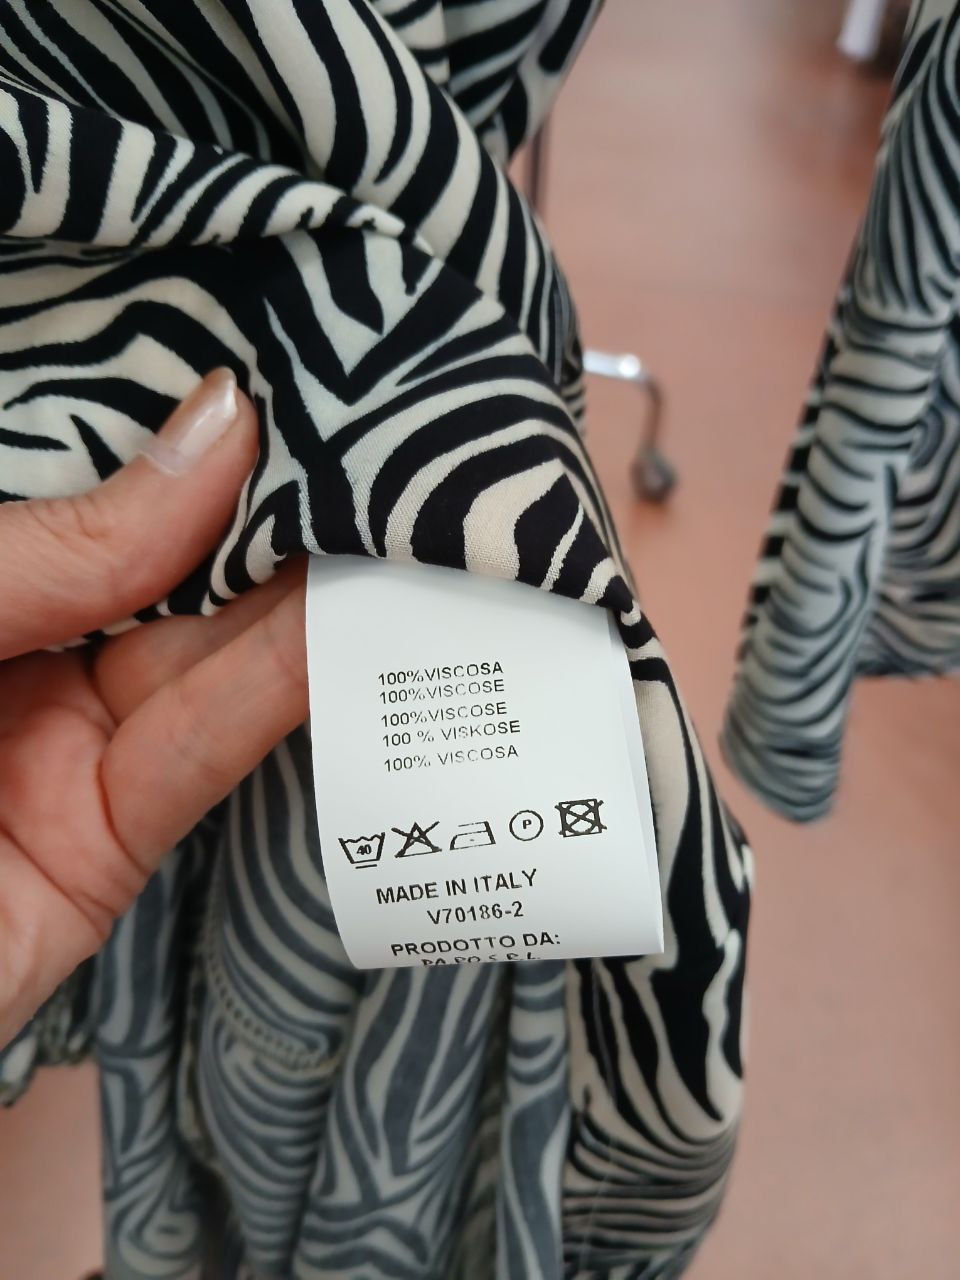 100%VISCOSA
100%VISCOSE
100%VISCOSE
100 % VISKOSE
100% VISCOSA
40 P
MADE IN ITALY
V70186-2
PRODOTTO DA: